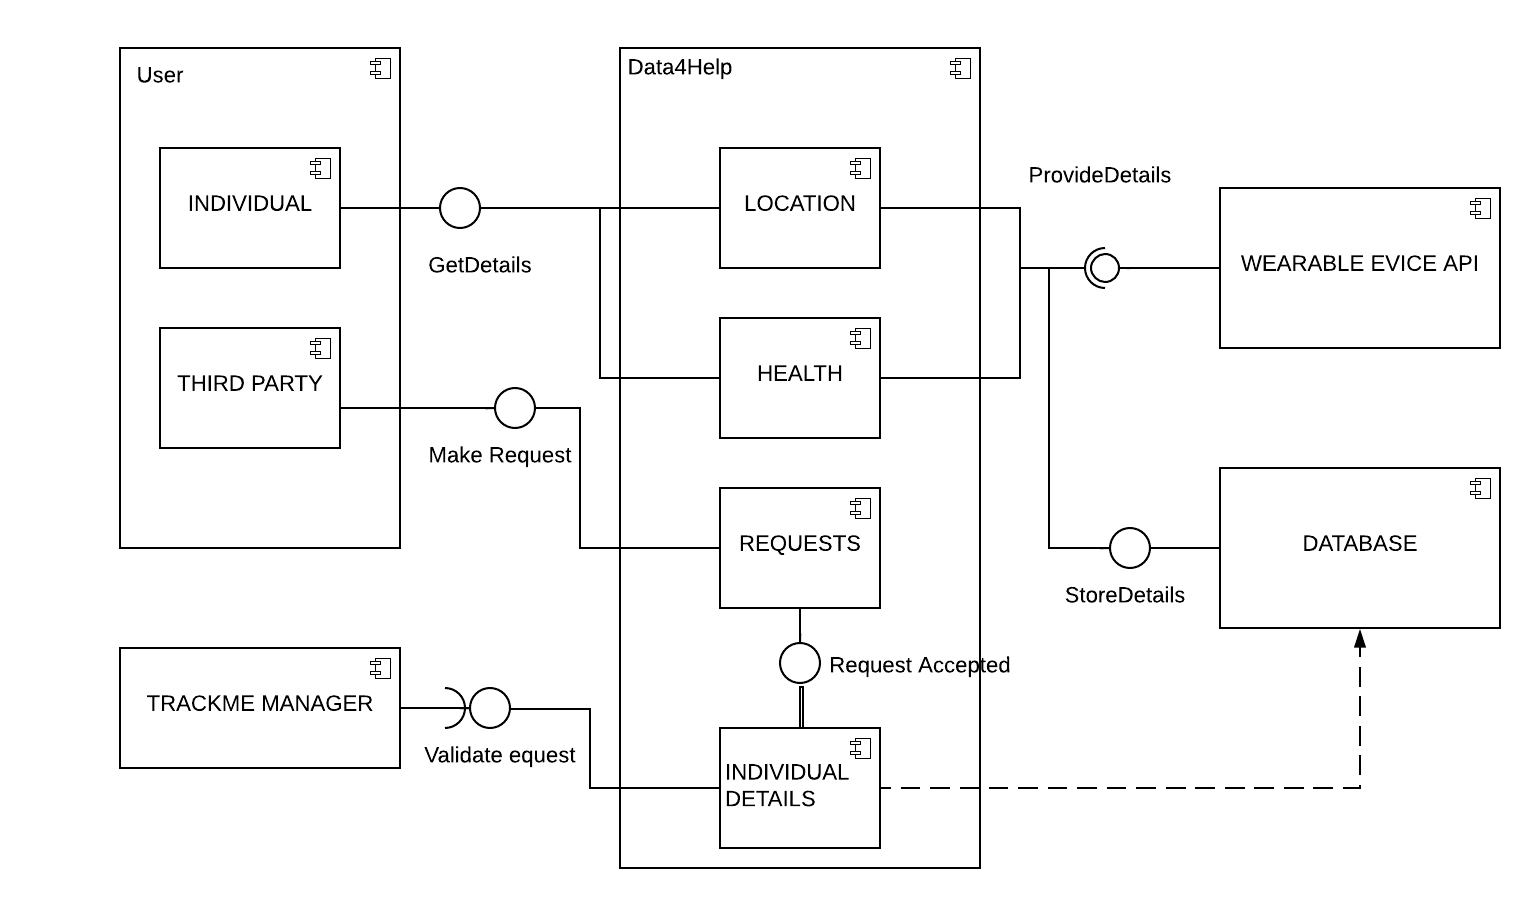 User
Data4Help
INDIVIDUAL
GetDetails
LOCATION
ProvideDetails
WEARABLE EVICE API
THIRD PARTY
HEALTH
Make Request
REQUESTS
DATABASE
StoreDetails
Request Accepted
TRACKME MANAGER
Validate equest
INDIVIDUAL
DETAILS